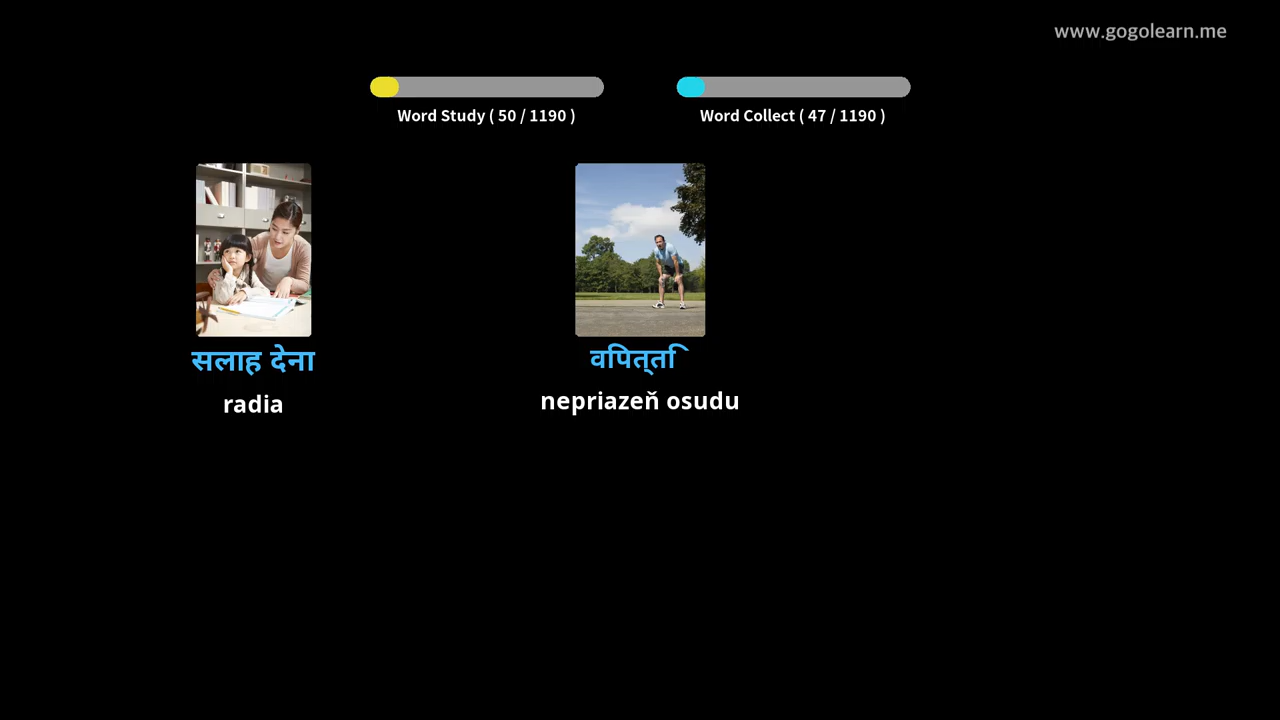 www.gogolearn.me
Word Study ( 50 / 1190 )
Word Collect ( 47 / 1190 )
सलाह देना
विपत्ति
radia
nepriazeň osudu